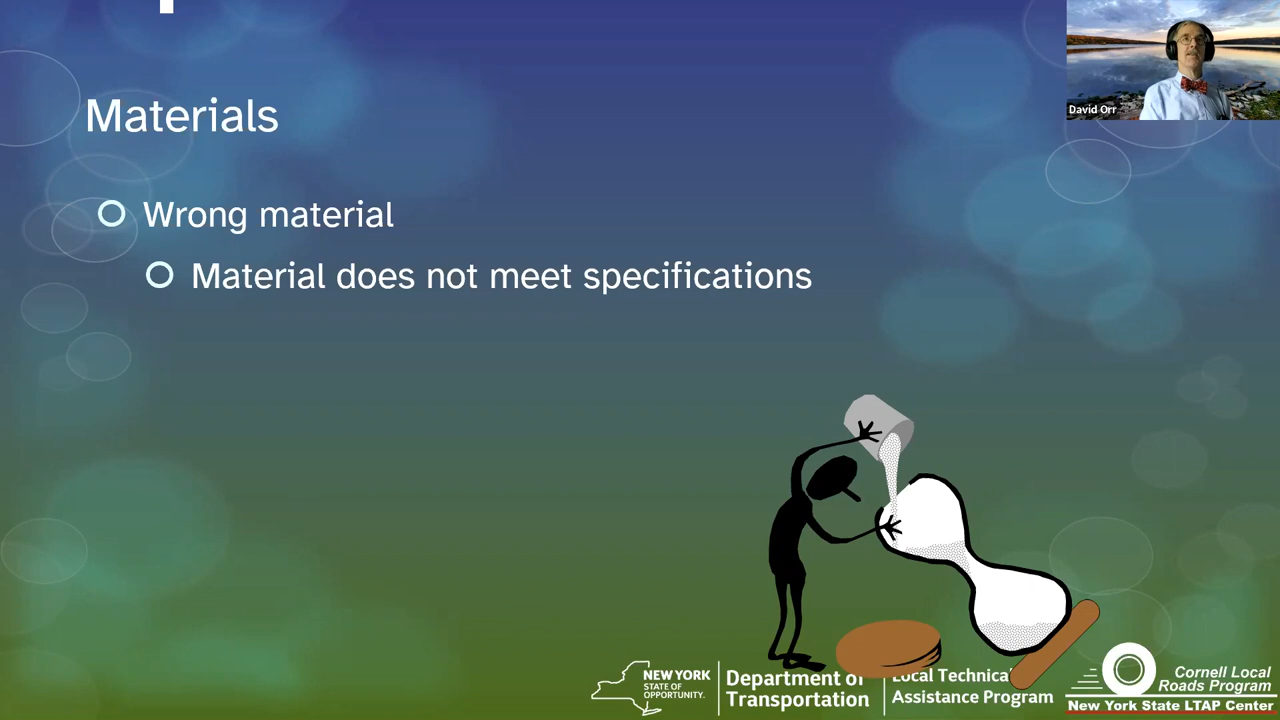 David Orr
Materials
Wrong material
Material does not meet specifications
NEW YORK
STATE OF
OPPORTUNITY.
Department of
Transportation
Local Technical
Assistance Program
Cornell Local
Roads Program
New York State LTAP Center